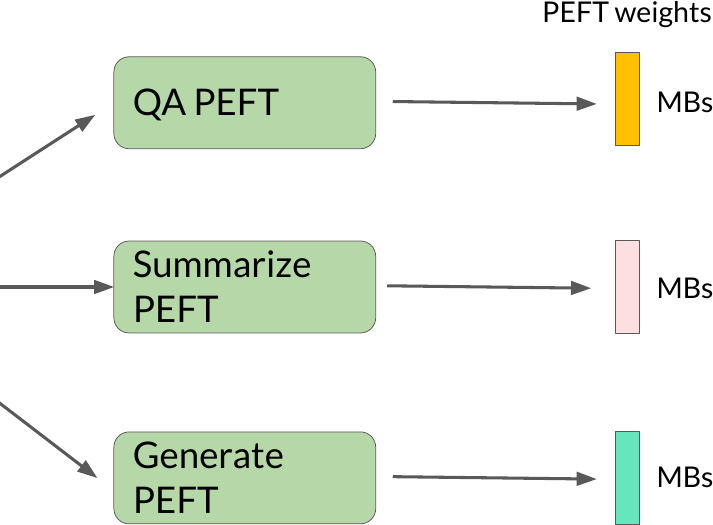 PEFT weights
QA PEFT
MBs
Summarize
PEFT
MBs
Generate
PEFT
MBs